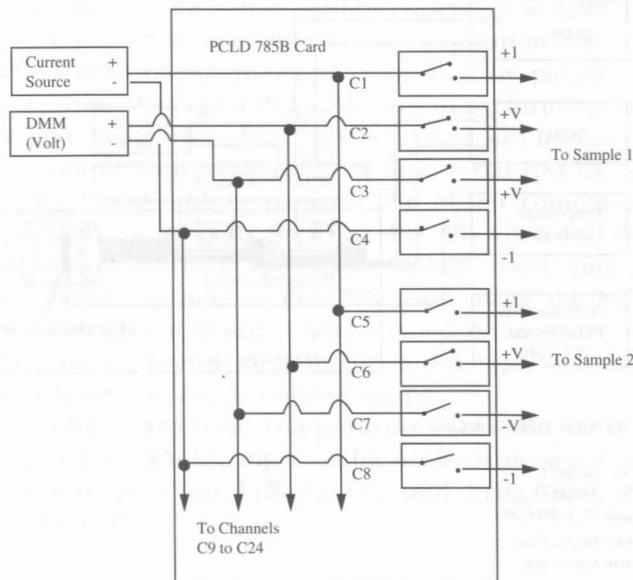 PCLD 785B Card
Current Source
+
-
DMM (Volt)
+
-
C1
+1
C2
+V
To Sample 1
C3
+V
C4
-1
C5
+1
C6
+V
To Sample 2
C7
-V
C8
-1
To Channels
C9 to C24